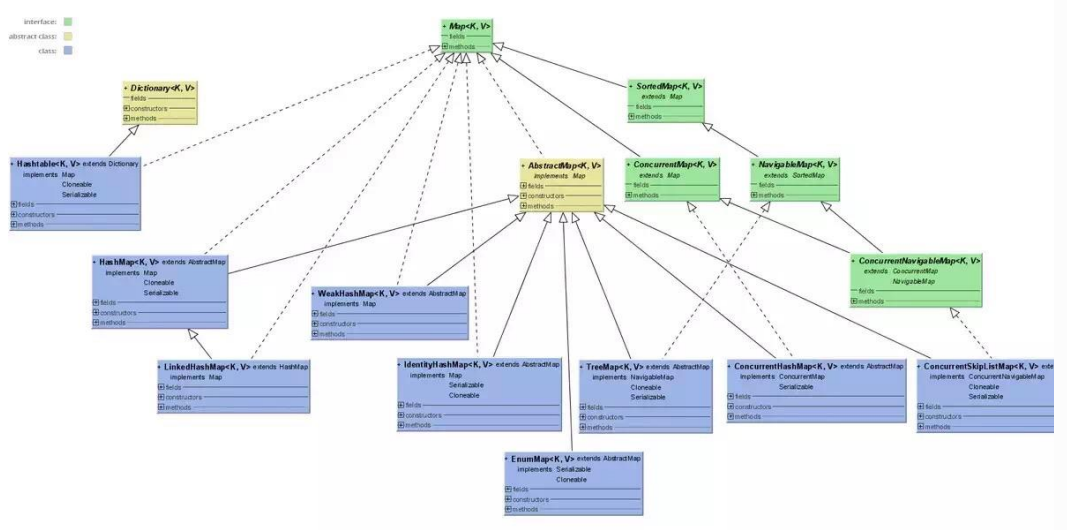 interface:
abstract class:
class:
Map<K, V>
fields
methods
Dictionary<K, V>
fields
constructors
methods
SortedMap<K, V>
extends Map
fields
methods
Hashtable<K, V> extends Dictionary
implements Map
Cloneable
Serializable
fields
constructors
methods
AbstractMap<K, V>
implements Map
fields
constructors
methods
ConcurrentMap<K, V>
extends Map
fields
methods
NavigableMap<K, V>
extends SortedMap
fields
methods
HashMap<K, V> extends AbstractMap
implements Map
Cloneable
Serializable
fields
constructors
methods
WeakHashMap<K, V> extends AbstractMap
implements Map
fields
constructors
methods
ConcurrentNavigableMap<K, V>
extends ConcurrentMap
NavigableMap
fields
methods
LinkedHashMap<K, V> extends HashMap
implements Map
fields
constructors
methods
IdentityHashMap<K, V> extends AbstractMap
implements Map
Serializable
Cloneable
fields
constructors
methods
TreeMap<K, V> extends AbstractMap
implements NavigableMap
Cloneable
Serializable
fields
constructors
methods
ConcurrentHashMap<K, V> extends AbstractMap
implements ConcurrentMap
Serializable
fields
constructors
methods
ConcurrentSkipListMap<K, V> exte
implements ConcurrentNavigableMap
Cloneable
Serializable
fields
constructors
methods
EnumMap<K, V> extends AbstractMap
implements Serializable
Cloneable
fields
constructors
methods